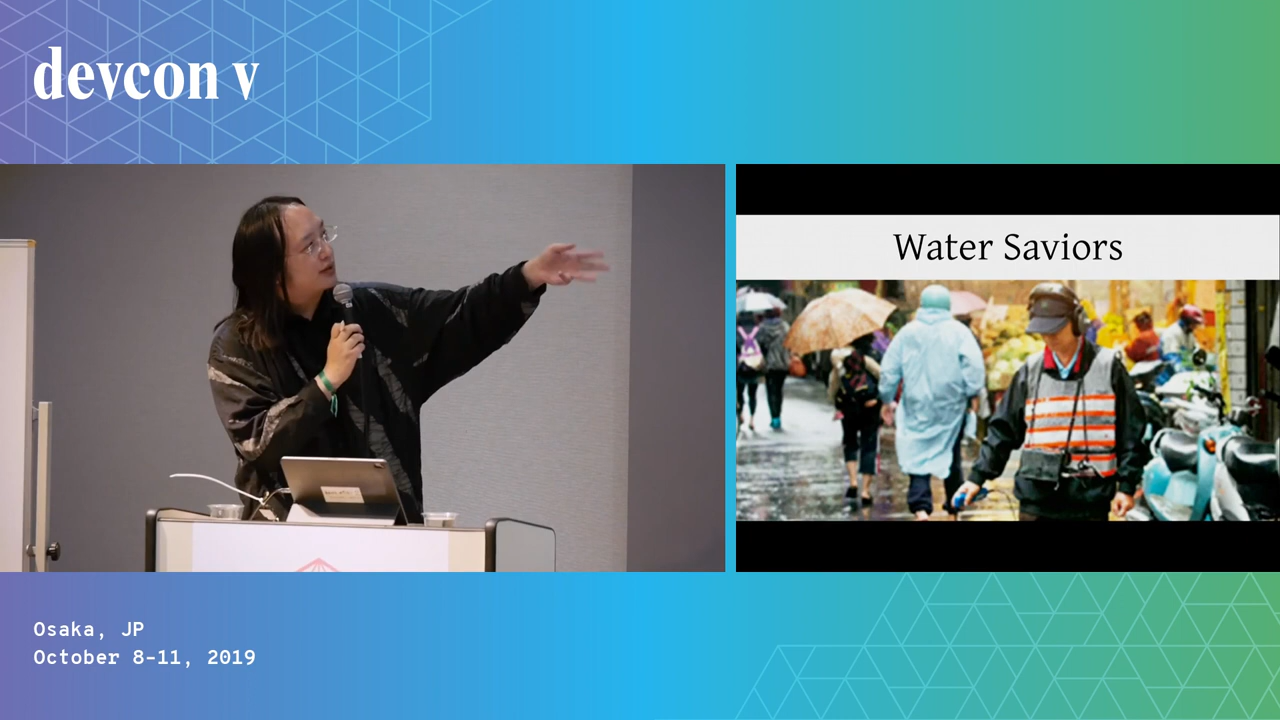 devcon v
Water Saviors
Osaka, JP
October 8-11, 2019